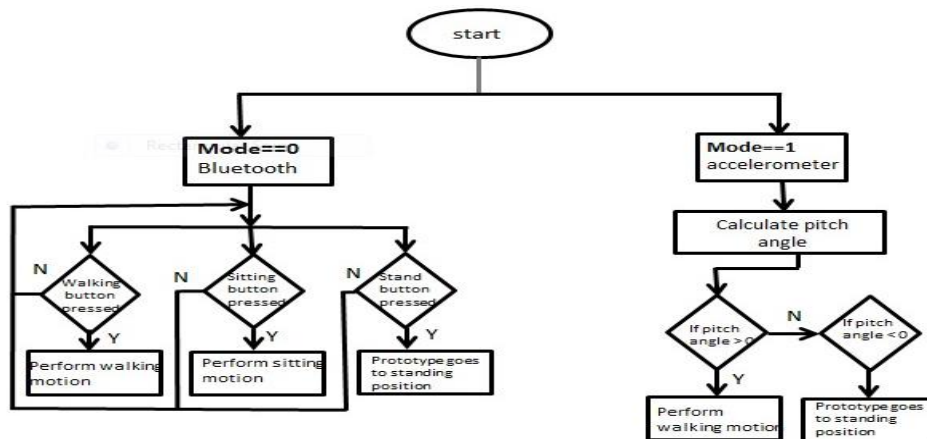 start
Mode==0
Bluetooth
Mode==1
accelerometer
Calculate pitch
angle
N
Walking
button
pressed
Y
Perform walking
motion
N
Sitting
button
pressed
Y
Perform sitting
motion
N
Stand
button
pressed
Y
Prototype goes
to standing
position
If pitch
angle >0
N
If pitch
angle <0
Y
Perform
walking motion
Prototype goes
to standing
position